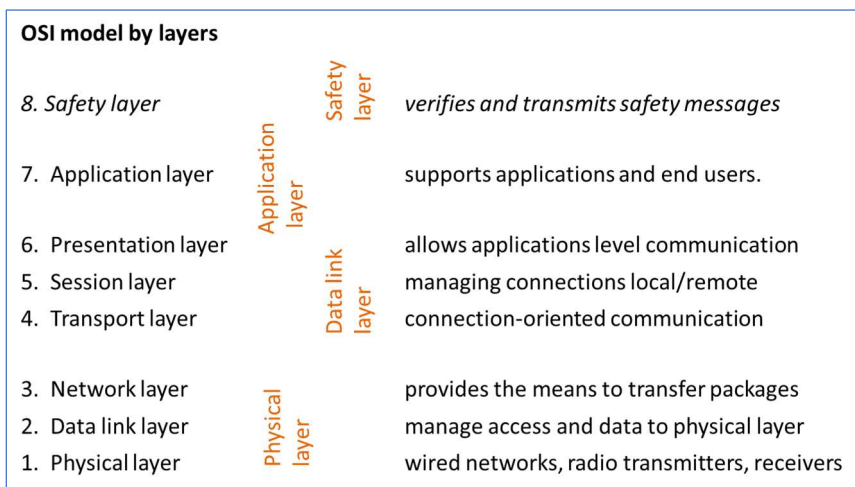 OSI model by layers
Safety
layer
8. Safety layer
verifies and transmits safety messages
Application
layer
7. Application layer
supports applications and end users.
6. Presentation layer
allows applications level communication
Data link
layer
5. Session layer
managing connections local/remote
4. Transport layer
connection-oriented communication
3. Network layer
provides the means to transfer packages
Physical
layer
2. Data link layer
manage access and data to physical layer
1. Physical layer
wired networks, radio transmitters, receivers